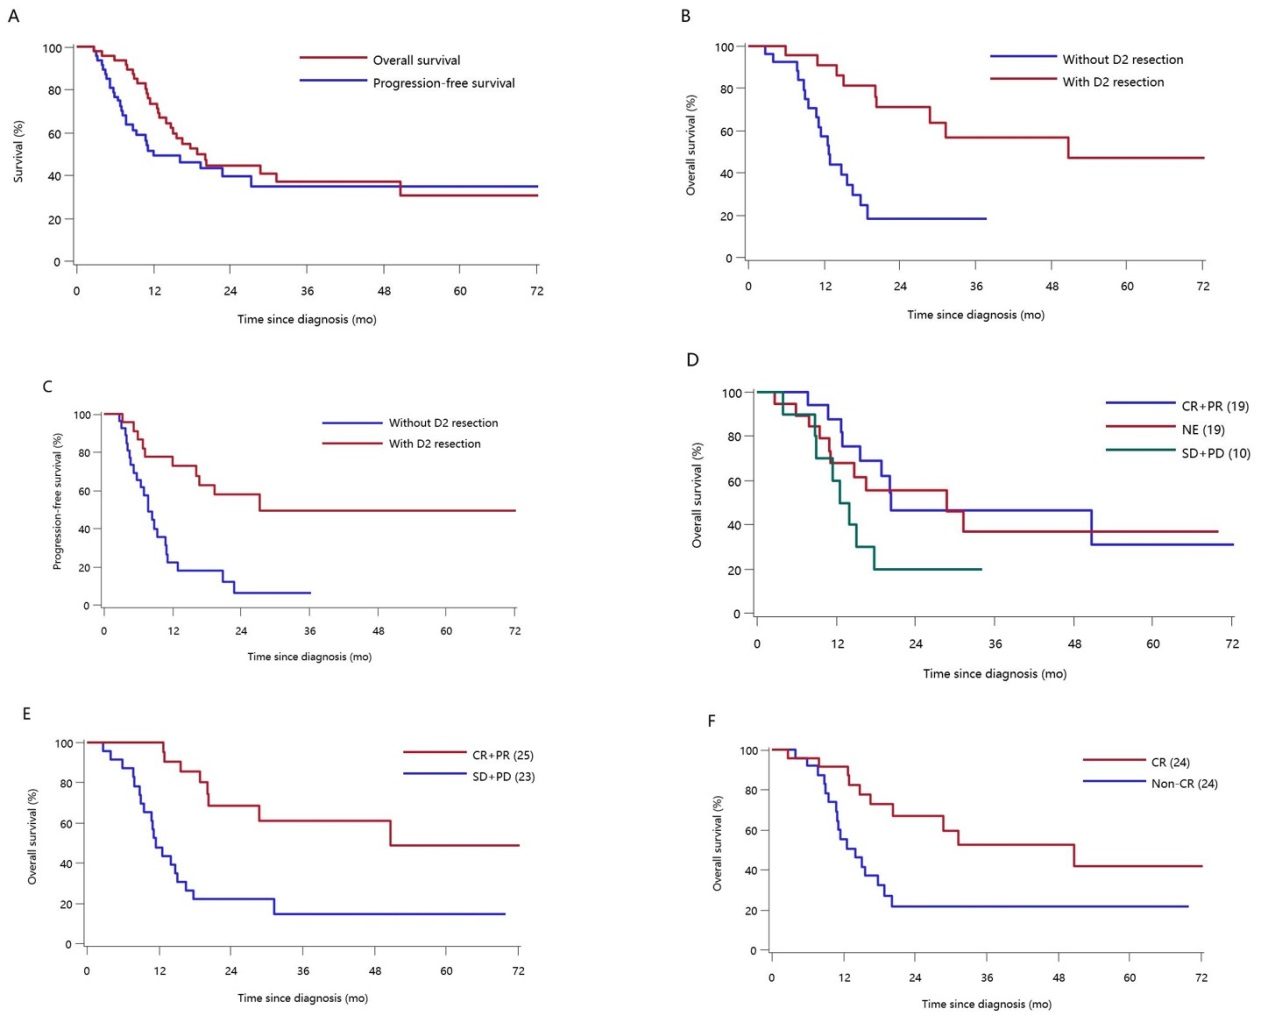 A
Overall survival
Progression-free survival
Survival (%)
100
80
60
40
20
0
0 12 24 36 48 60 72
Time since diagnosis (mo)
B
Without D2 resection
With D2 resection
Overall survival (%)
100
80
60
40
20
0
0 12 24 36 48 60 72
Time since diagnosis (mo)
C
Without D2 resection
With D2 resection
Progression-free survival (%)
100
80
60
40
20
0
0 12 24 36 48 60 72
Time since diagnosis (mo)
D
CR+PR (19)
NE (19)
SD+PD (10)
Overall survival (%)
100
80
60
40
20
0
0 12 24 36 48 60 72
Time since diagnosis (mo)
E
CR+PR (25)
SD+PD (23)
Overall survival (%)
100
80
60
40
20
0
0 12 24 36 48 60 72
Time since diagnosis (mo)
F
CR (24)
Non-CR (24)
Overall survival (%)
100
80
60
40
20
0
0 12 24 36 48 60 72
Time since diagnosis (mo)